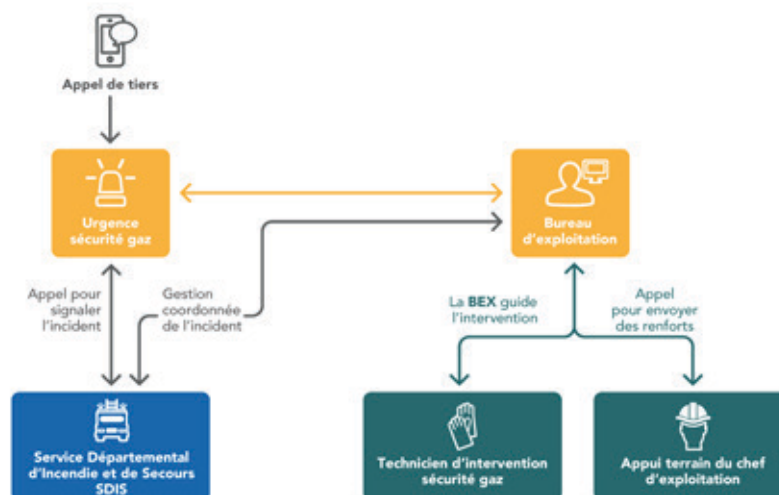 Appel de tiers
Urgence
sécurité gaz
Bureau
d'exploitation
Appel pour
signaler
l'incident
Gestion
coordonnée
de l'incident
La BEX guide
l'intervention
Appel
pour envoyer
des renforts
Service Départemental
d'Incendie et de Secours
SDIS
Technicien d'intervention
sécurité gaz
Appui terrain du chef
d'exploitation